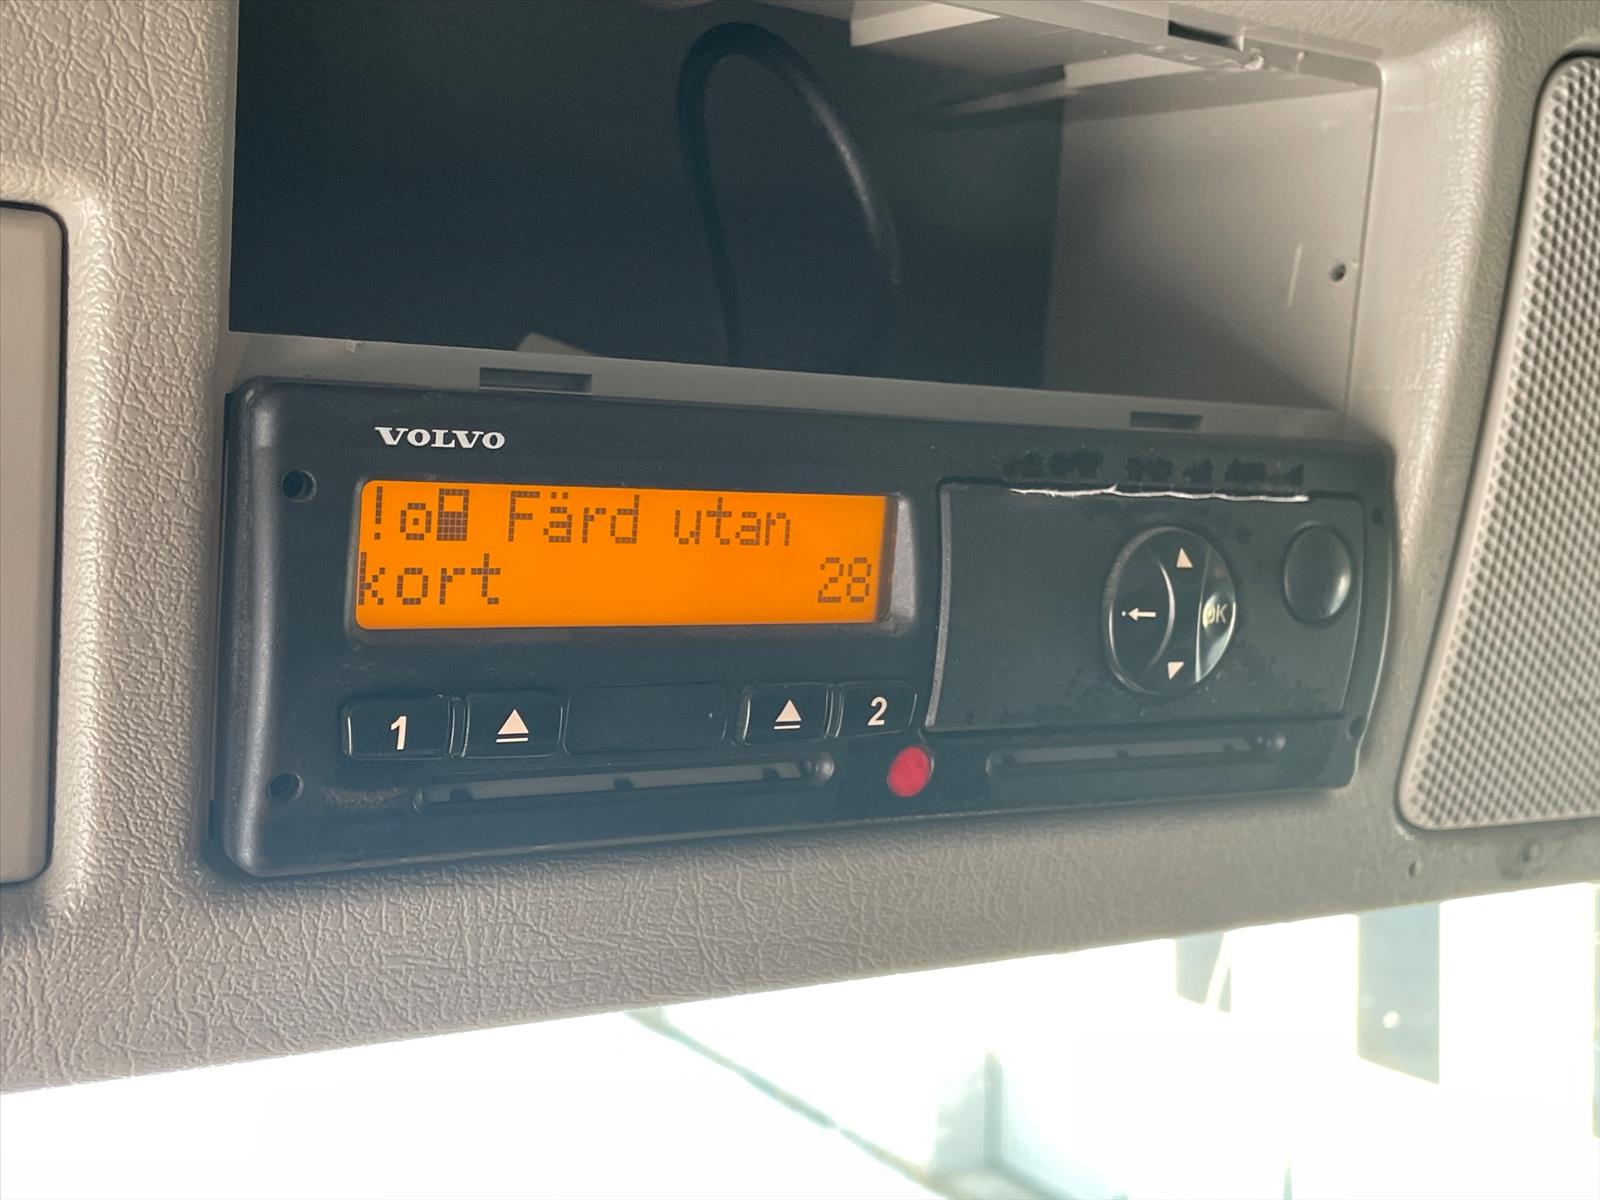 VOLVO
! Färd utan
kort 28
1
2
OK